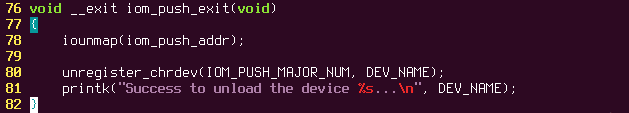 76 void __exit iom_push_exit(void)
77 {
78     iounmap(iom_push_addr);
79
80     unregister_chrdev(IOM_PUSH_MAJOR_NUM, DEV_NAME);
81     printk("Success to unload the device %s...\n", DEV_NAME);
82 }